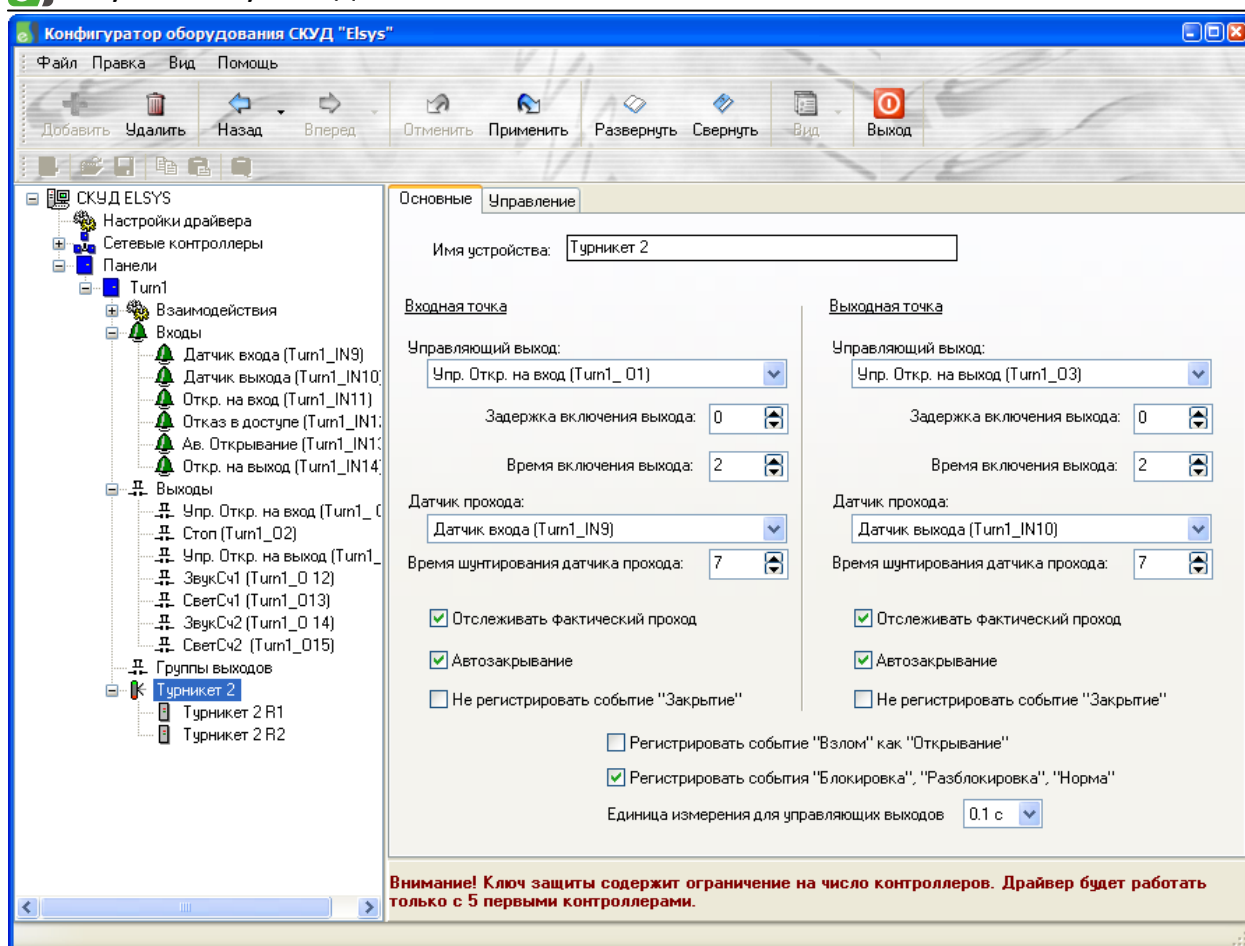 Конфигуратор оборудования СКУД "Elsys"
Файл Правка Вид Помощь
Добавить Удалить Назад Вперед Отменить Применить Развернуть Свернуть Вид Выход
СКУД ELSYS
Настройки драйвера
Сетевые контроллеры
Панели
Turn1
Взаимодействия
Входы
Датчик входа (Turn1_IN9)
Датчик выхода (Turn1_IN10
Откр. на вход (Turn1_IN11)
Отказ в доступе (Turn1_IN1
Ав. Открывание (Turn1_IN1
Откр. на выход (Turn1_IN14
Выходы
Упр. Откр. на вход (Turn1_
Стоп (Turn1_O2)
Упр. Откр. на выход (Turn1_
ЗвукСч1 (Turn1_O 12)
СветСч1 (Turn1_O13)
ЗвукСч2 (Turn1_O 14)
СветСч2 (Turn1_O15)
Группы выходов
Турникет 2
Турникет 2 R1
Турникет 2 R2
Основные Управление
Имя устройства: Турникет 2
Входная точка
Управляющий выход:
Упр. Откр. на вход (Turn1_ O1)
Задержка включения выхода: 0
Время включения выхода: 2
Датчик прохода:
Датчик входа (Turn1_IN9)
Время шунтирования датчика прохода: 7
Отслеживать фактический проход
Автозакрывание
Не регистрировать событие "Закрытие"
Выходная точка
Управляющий выход:
Упр. Откр. на выход (Turn1_O3)
Задержка включения выхода: 0
Время включения выхода: 2
Датчик прохода:
Датчик выхода (Turn1_IN10)
Время шунтирования датчика прохода: 7
Отслеживать фактический проход
Автозакрывание
Не регистрировать событие "Закрытие"
Регистрировать событие "Взлом" как "Открывание"
Регистрировать события "Блокировка", "Разблокировка", "Норма"
Единица измерения для управляющих выходов 0.1 с
Внимание! Ключ защиты содержит ограничение на число контроллеров. Драйвер будет работать
только с 5 первыми контроллерами.